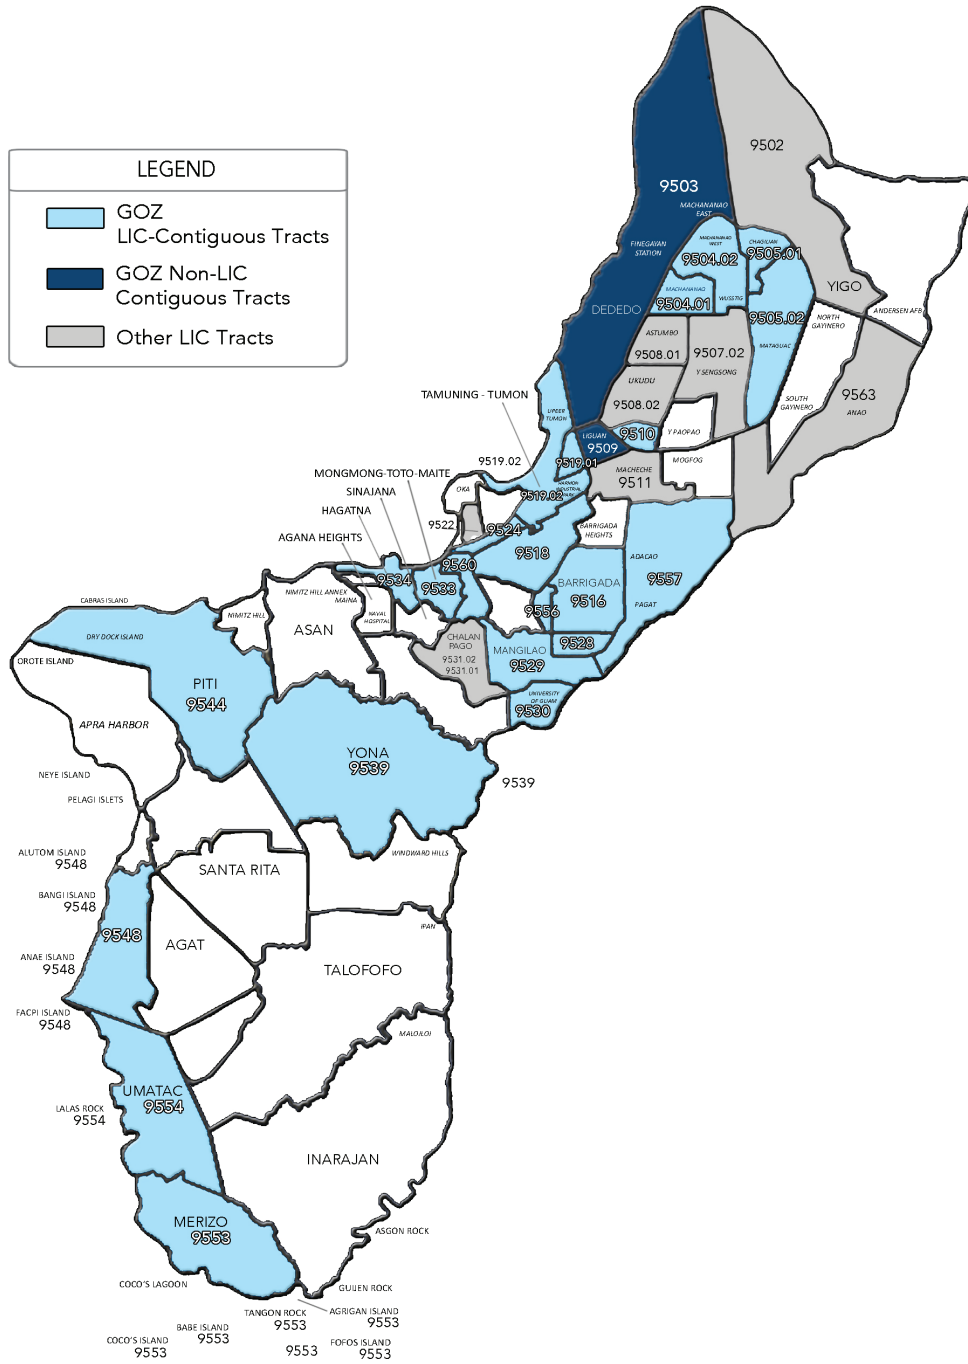 LEGEND
GOZ
LIC-Contiguous Tracts
GOZ Non-LIC
Contiguous Tracts
Other LIC Tracts
9502
9503
MACHANANAO
EAST
FINEGAYAN
STATION
MACHANANAO
WEST
9504.02
CHAGUIAN
9505.01
MACHANANAO
9504.01
WUSSTIG
YIGO
DEDEDO
ANDERSEN AFB
NORTH
GAYINERO
9505.02
MATAGUAC
ASTUMBO
9508.01
9507.02
Y SENGSONG
UKUDU
9508.02
SOUTH
GAYINERO
9563
ANAO
TAMUNING - TUMON
UPPER
TUMON
LIGUAN
9509
9510
Y PAOPAO
MOGFOG
9519.02
9519.01
MACHECHE
9511
HARMON
INDUSTRIAL
PARK
9519.02
MONGMONG-TOTO-MAITE
SINAJANA
HAGATNA
AGANA HEIGHTS
OKA
9522
9524
BARRIGADA
HEIGHTS
9518
ADACAO
9557
PAGAT
BARRIGADA
9516
9560
9534
9533
9556
9528
NIMITZ HILL ANNEX
MAINA
NAVAL
HOSPITAL
ASAN
NIMITZ HILL
CABRAS ISLAND
DRY DOCK ISLAND
OROTE ISLAND
CHALAN
PAGO
9531.02
9531.01
MANGILAO
9529
UNIVERSITY
OF GUAM
9530
PITI
9544
APRA HARBOR
YONA
9539
9539
NEYE ISLAND
PELAGI ISLETS
ALUTOM ISLAND
9548
WINDWARD HILLS
SANTA RITA
BANGI ISLAND
9548
9548
AGAT
IPAN
ANAE ISLAND
9548
TALOFOFO
FACPI ISLAND
9548
MALOJLOJ
UMATAC
9554
LALAS ROCK
9554
INARAJAN
MERIZO
9553
ASGON ROCK
COCO'S LAGOON
GUIJEN ROCK
TANGON ROCK
9553
AGRIGAN ISLAND
9553
BABE ISLAND
9553
COCO'S ISLAND
9553
9553
FOFOS ISLAND
9553